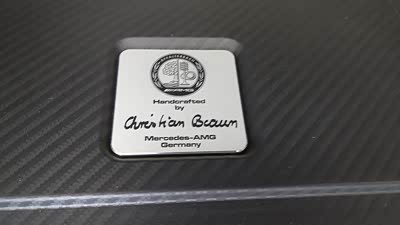 Handcrafted
by
Christian Braun
Mercedes-AMG
Germany